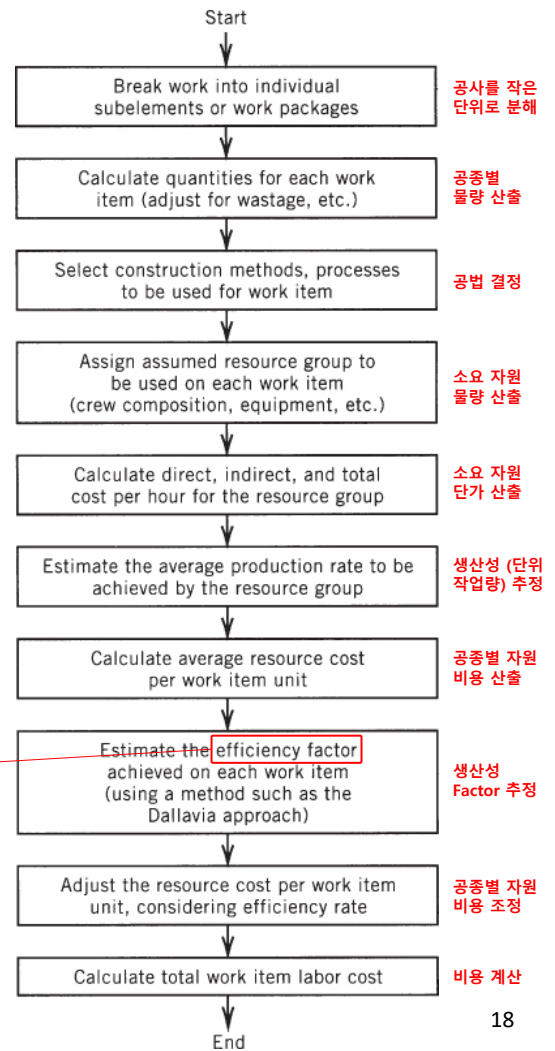 Start
Break work into individual
subelements or work packages
공사를 작은
단위로 분해
Calculate quantities for each work
item (adjust for wastage, etc.)
공종별
물량 산출
Select construction methods, processes
to be used for work item
공법 결정
Assign assumed resource group to
be used on each work item
(crew composition, equipment, etc.)
소요 자원
물량 산출
Calculate direct, indirect, and total
cost per hour for the resource group
소요 자원
단가 산출
Estimate the average production rate to be
achieved by the resource group
생산성 (단위
작업량) 추정
Calculate average resource cost
per work item unit
공종별 자원
비용 산출
Estimate the efficiency factor
achieved on each work item
(using a method such as the
Dallavia approach)
생산성
Factor 추정
Adjust the resource cost per work item
unit, considering efficiency rate
공종별 자원
비용 조정
Calculate total work item labor cost
비용 계산
End
18